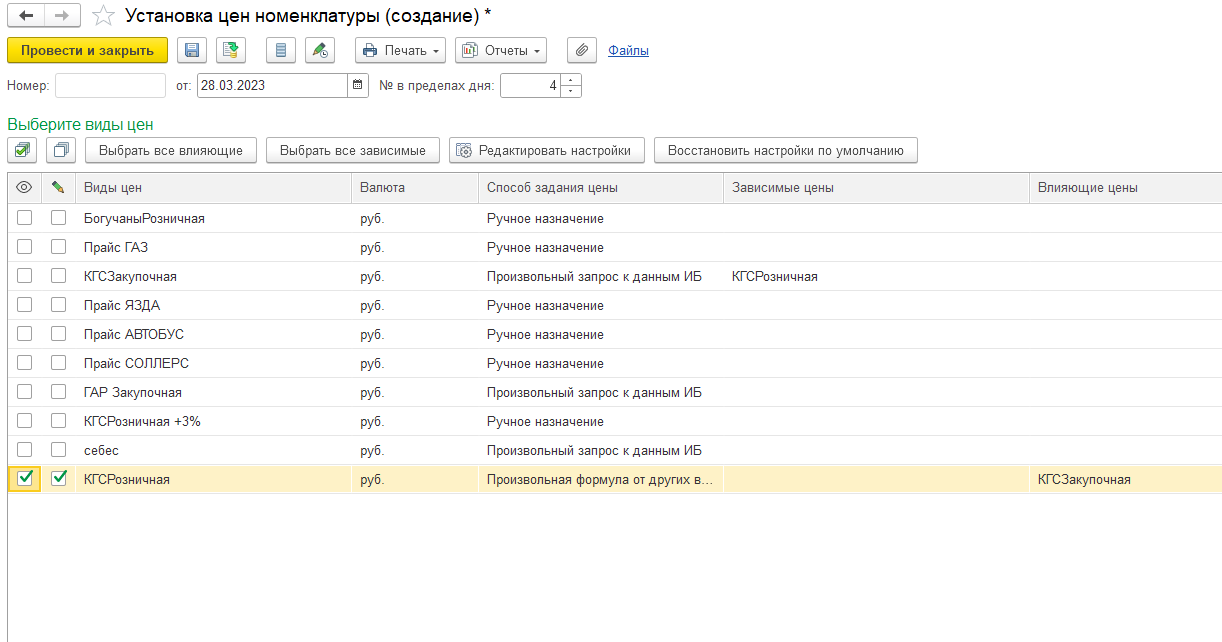 Установка цен номенклатуры (создание) *
Провести и закрыть Печать Отчеты Файлы
Номер: от: 28.03.2023 № в пределах дня: 4
Выберите виды цен
Выбрать все влияющие Выбрать все зависимые Редактировать настройки Восстановить настройки по умолчанию
Виды цен Валюта Способ задания цены Зависимые цены Влияющие цены
БогучаныРозничная руб. Ручное назначение
Прайс ГАЗ руб. Ручное назначение
КГСЗакупочная руб. Произвольный запрос к данным ИБ КГСРозничная
Прайс ЯЗДА руб. Ручное назначение
Прайс АВТОБУС руб. Ручное назначение
Прайс СОЛЛЕРС руб. Ручное назначение
ГАР Закупочная руб. Произвольный запрос к данным ИБ
КГСРозничная +3% руб. Ручное назначение
себес руб. Произвольный запрос к данным ИБ
КГСРозничная руб. Произвольная формула от других в... КГСЗакупочная